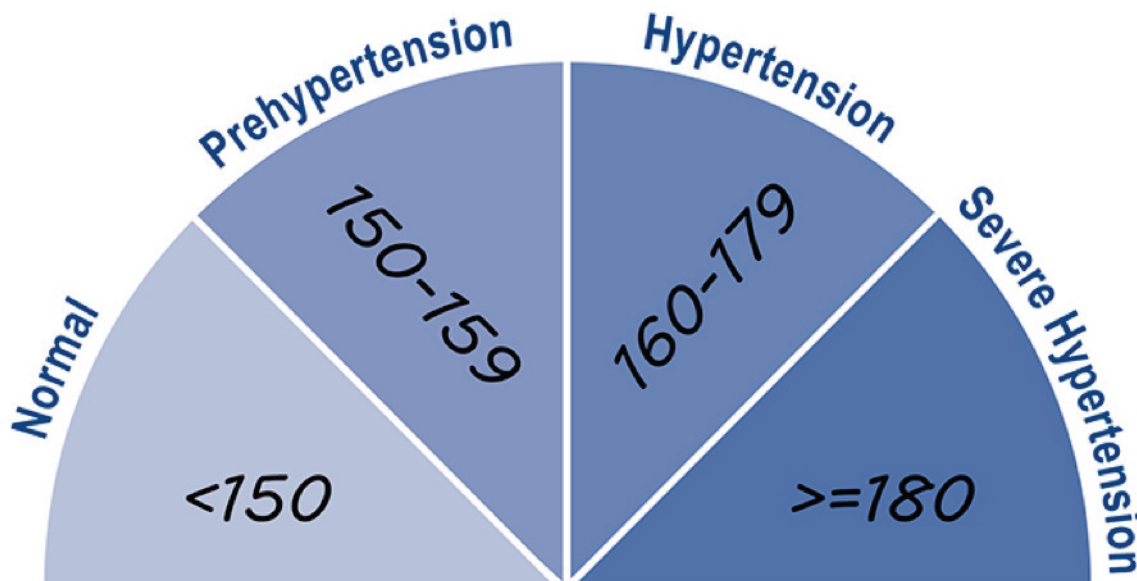 Normal
<150
Prehypertension
150-159
Hypertension
160-179
Severe Hypertension
>=180